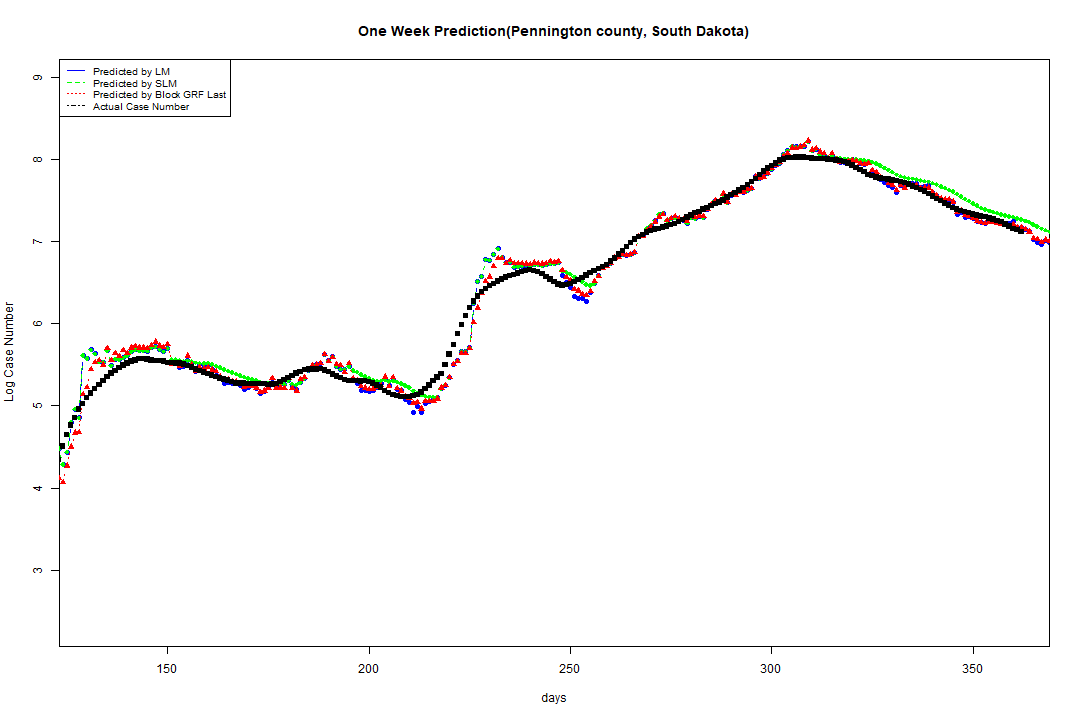 One Week Prediction(Pennington county, South Dakota)
Predicted by LM
Predicted by SLM
Predicted by Block GRF Last
Actual Case Number
Log Case Number
9
8
7
6
5
4
3
150 200 250 300 350
days